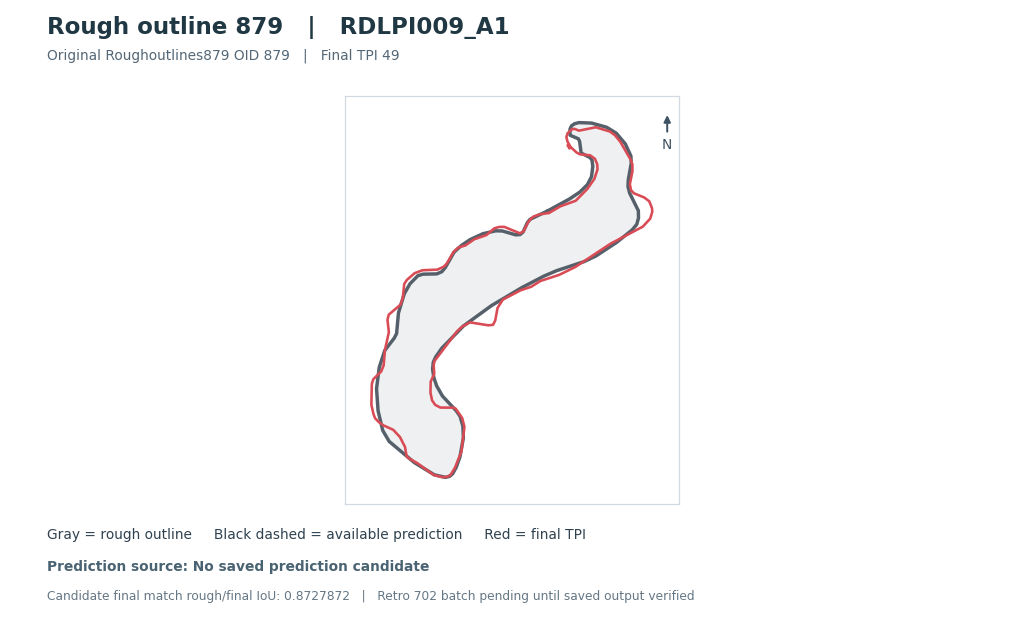 Rough outline 879   |   RDLPI009_A1
Original Roughoutlines879 OID 879   |   Final TPI 49
N
Gray = rough outline     Black dashed = available prediction     Red = final TPI
Prediction source: No saved prediction candidate
Candidate final match rough/final IoU: 0.8727872   |   Retro 702 batch pending until saved output verified